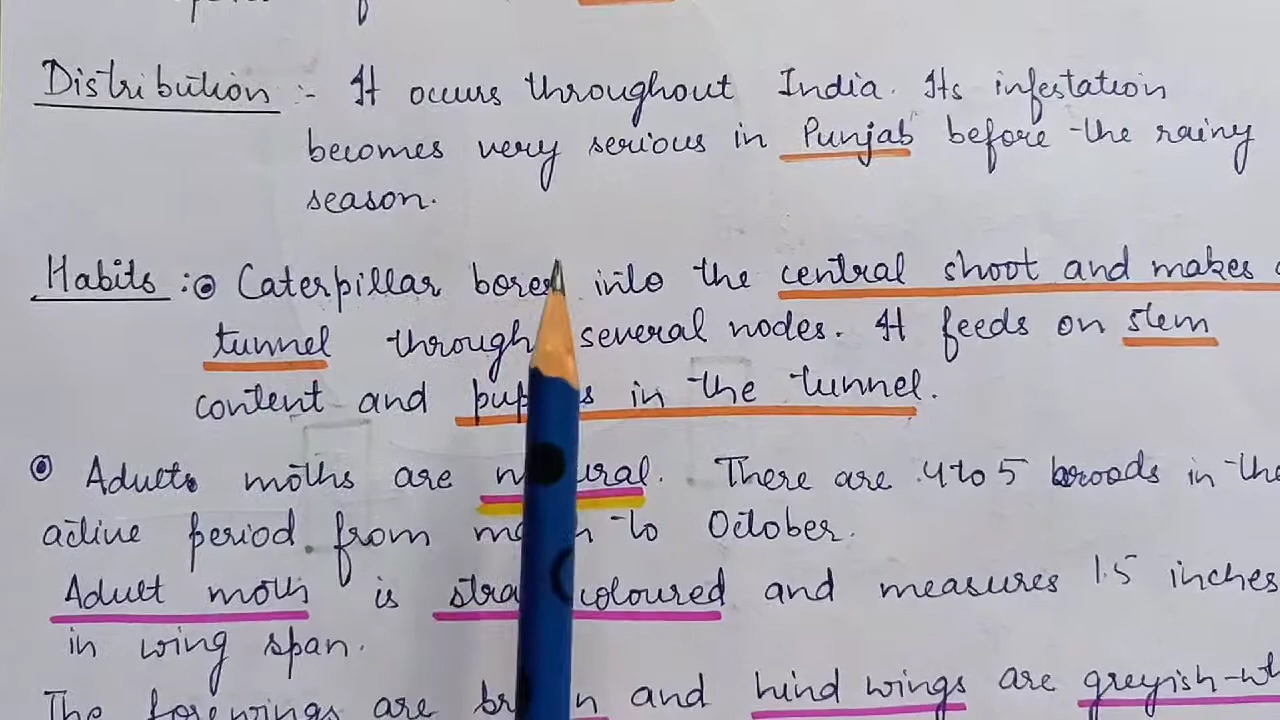 Distribution :- It occurs throughout India. Its infestation
becomes very serious in Punjab before the rainy
season.
Habits : Caterpillar bores into the central shoot and makes
tunnel through several nodes. It feeds on stem
content and in the tunnel.
Adults moths are There are 4 to 5 broods in the
active period from to October.
Adult moth is coloured and measures 1.5 inches
in wing span.
The forewings are and hind wings are